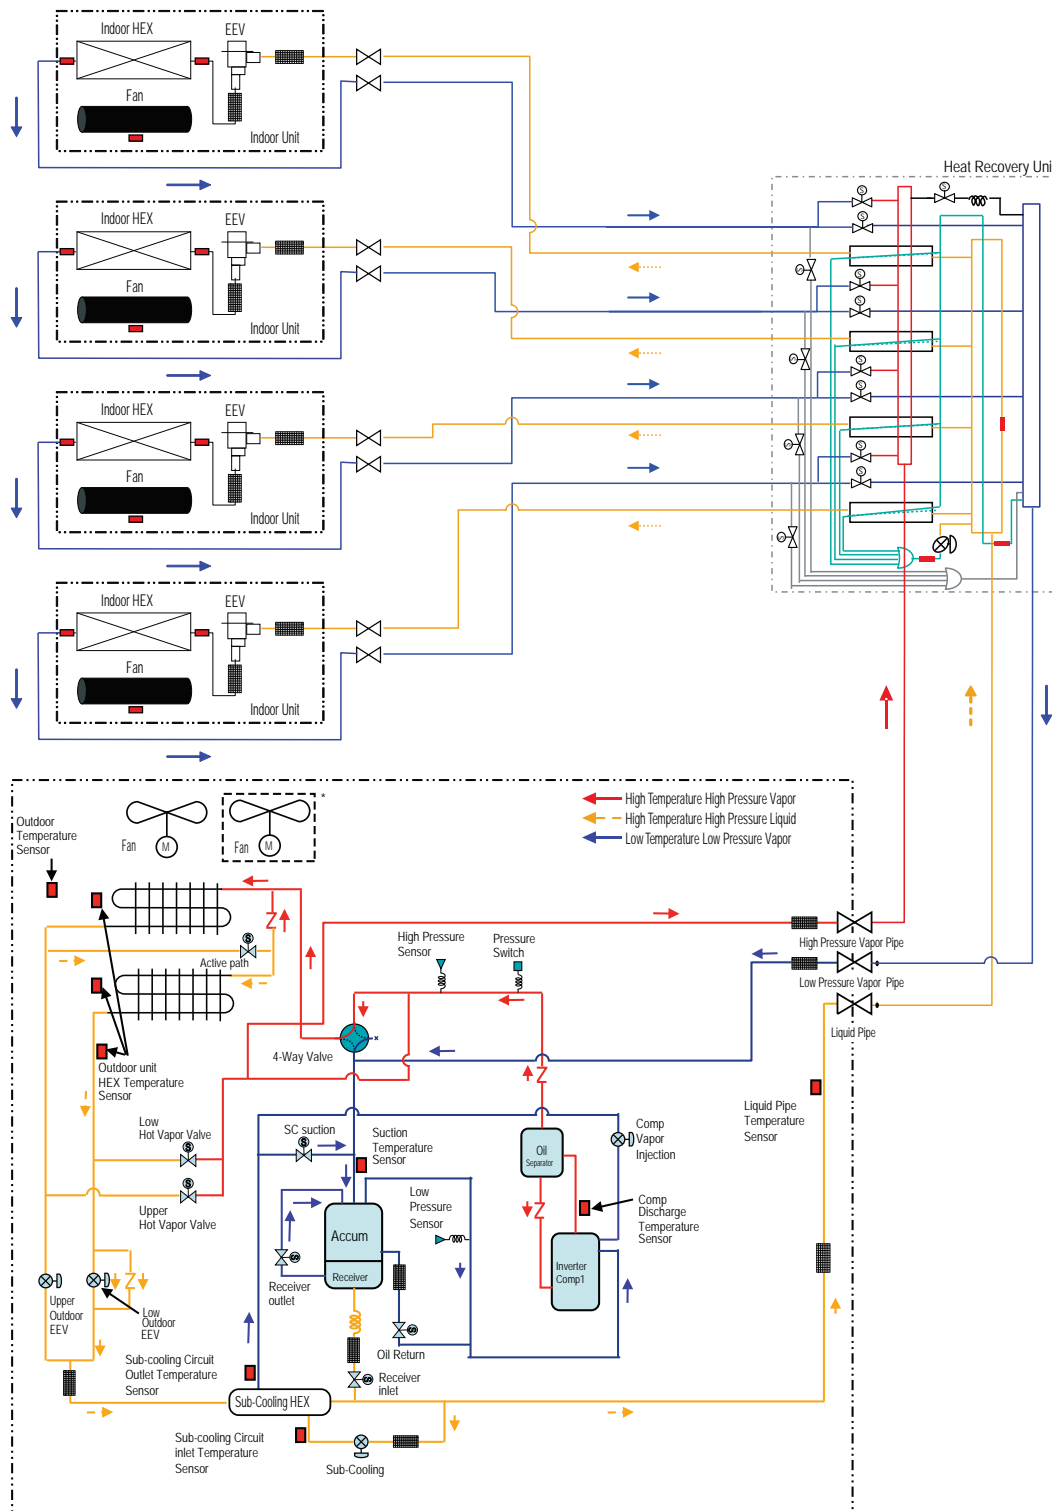 Indoor HEX
EEV
Fan
Indoor Unit
Heat Recovery Uni
S
S
S
Indoor HEX
EEV
Fan
Indoor Unit
S
S
S
Indoor HEX
EEV
Fan
Indoor Unit
S
S
S
S
S
S
Indoor HEX
EEV
Fan
Indoor Unit
*
Fan
M
Fan
M
High Temperature High Pressure Vapor
High Temperature High Pressure Liquid
Low Temperature Low Pressure Vapor
Outdoor
Temperature
Sensor
S
Active path
High Pressure
Sensor
Pressure
Switch
High Pressure Vapor Pipe
Low Pressure Vapor Pipe
Liquid Pipe
4-Way Valve
Outdoor unit
HEX Temperature
Sensor
Low
Hot Vapor Valve
S
S
Upper
Hot Vapor Valve
SC suction
S
Suction
Temperature
Sensor
Oil
Separator
Comp
Vapor
Injection
Liquid Pipe
Temperature
Sensor
Low
Pressure
Sensor
Comp
Discharge
Temperature
Sensor
Accum
Receiver
S
Receiver
outlet
Inverter
Comp1
Upper
Outdoor
EEV
Low
Outdoor
EEV
S
Oil Return
Sub-cooling Circuit
Outlet Temperature
Sensor
S
Receiver
inlet
Sub-Cooling HEX
Sub-cooling Circuit
inlet Temperature
Sensor
Sub-Cooling